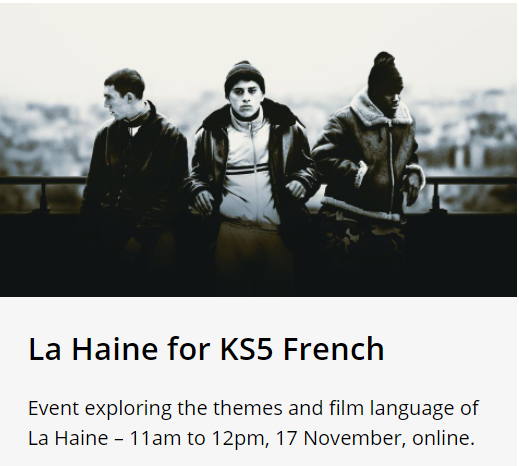 La Haine for KS5 French
Event exploring the themes and film language of
La Haine – 11am to 12pm, 17 November, online.